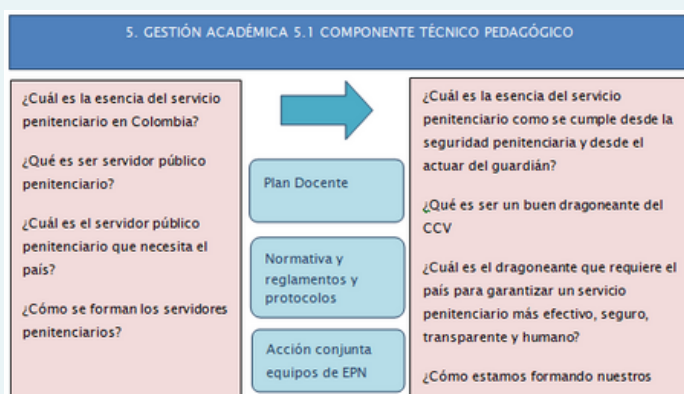 5. GESTIÓN ACADÉMICA 5.1 COMPONENTE TÉCNICO PEDAGÓGICO
¿Cuál es la esencia del servicio
penitenciario en Colombia?
¿Qué es ser servidor público
penitenciario?
¿Cuál es el servidor público
penitenciario que necesita el
país?
¿Cómo se forman los servidores
penitenciarios?
Plan Docente
Normativa y
reglamentos y
protocolos
Acción conjunta
equipos de EPN
¿Cuál es la esencia del servicio
penitenciario como se cumple desde la
seguridad penitenciaria y desde el
actuar del guardián?
¿Qué es ser un buen dragoneante del
CCV
¿Cuál es el dragoneante que requiere el
país para garantizar un servicio
penitenciario más efectivo, seguro,
transparente y humano?
¿Cómo estamos formando nuestros